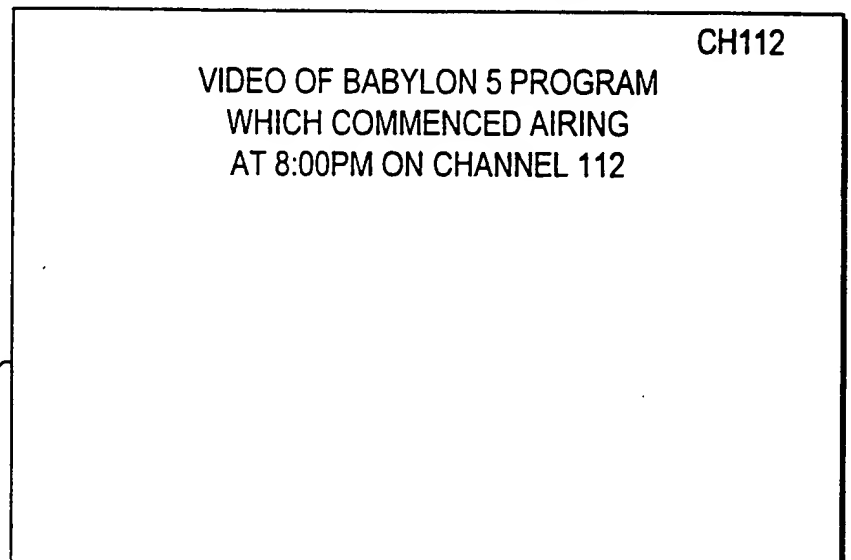 CH112
VIDEO OF BABYLON 5 PROGRAM
WHICH COMMENCED AIRING
AT 8:00PM ON CHANNEL 112